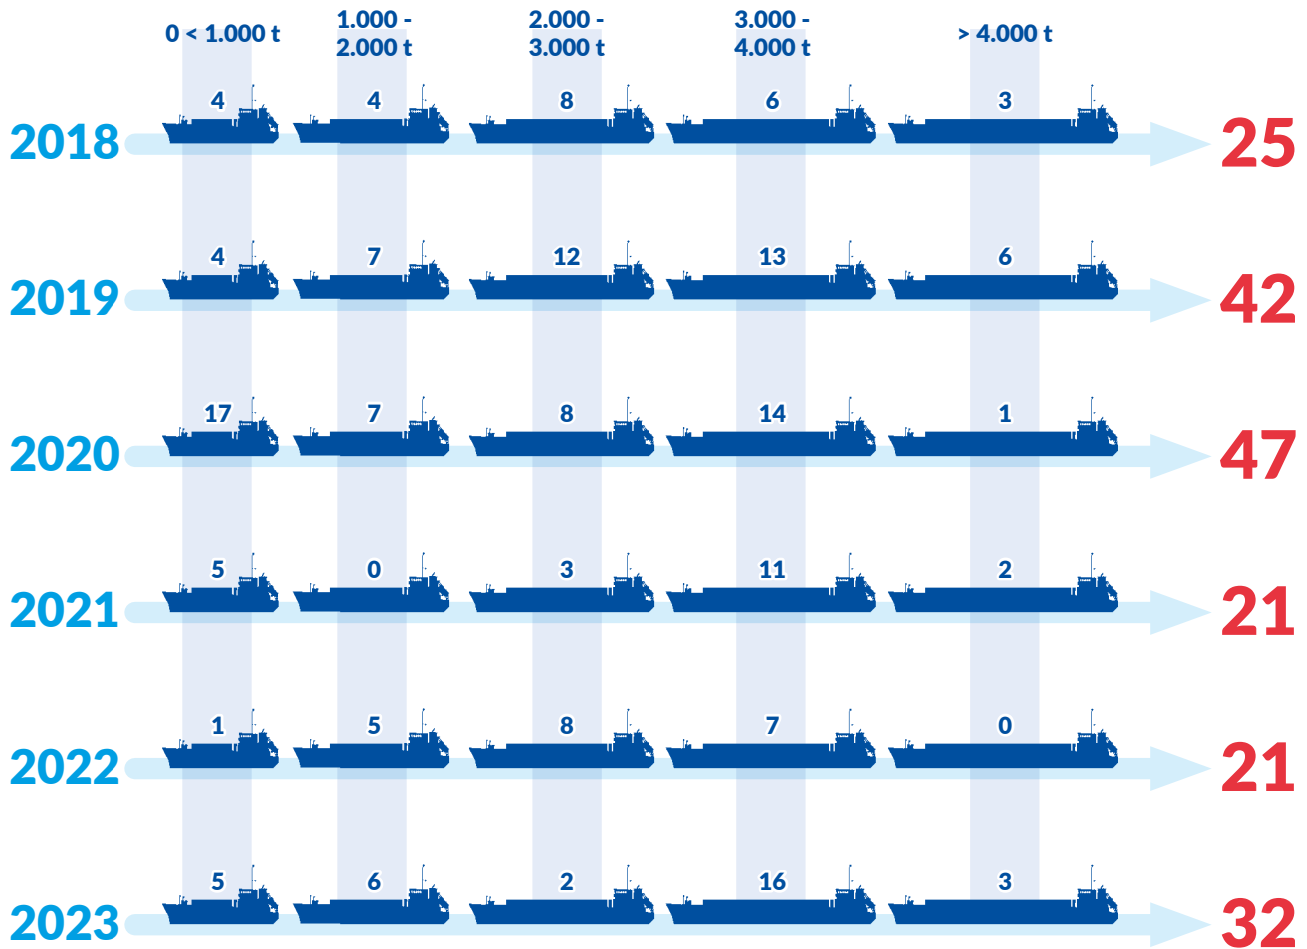 0 < 1.000 t
1.000 -
2.000 t
2.000 -
3.000 t
3.000 -
4.000 t
> 4.000 t
2018 4 4 8 6 3 25
2019 4 7 12 13 6 42
2020 17 7 8 14 1 47
2021 5 0 3 11 2 21
2022 1 5 8 7 0 21
2023 5 6 2 16 3 32